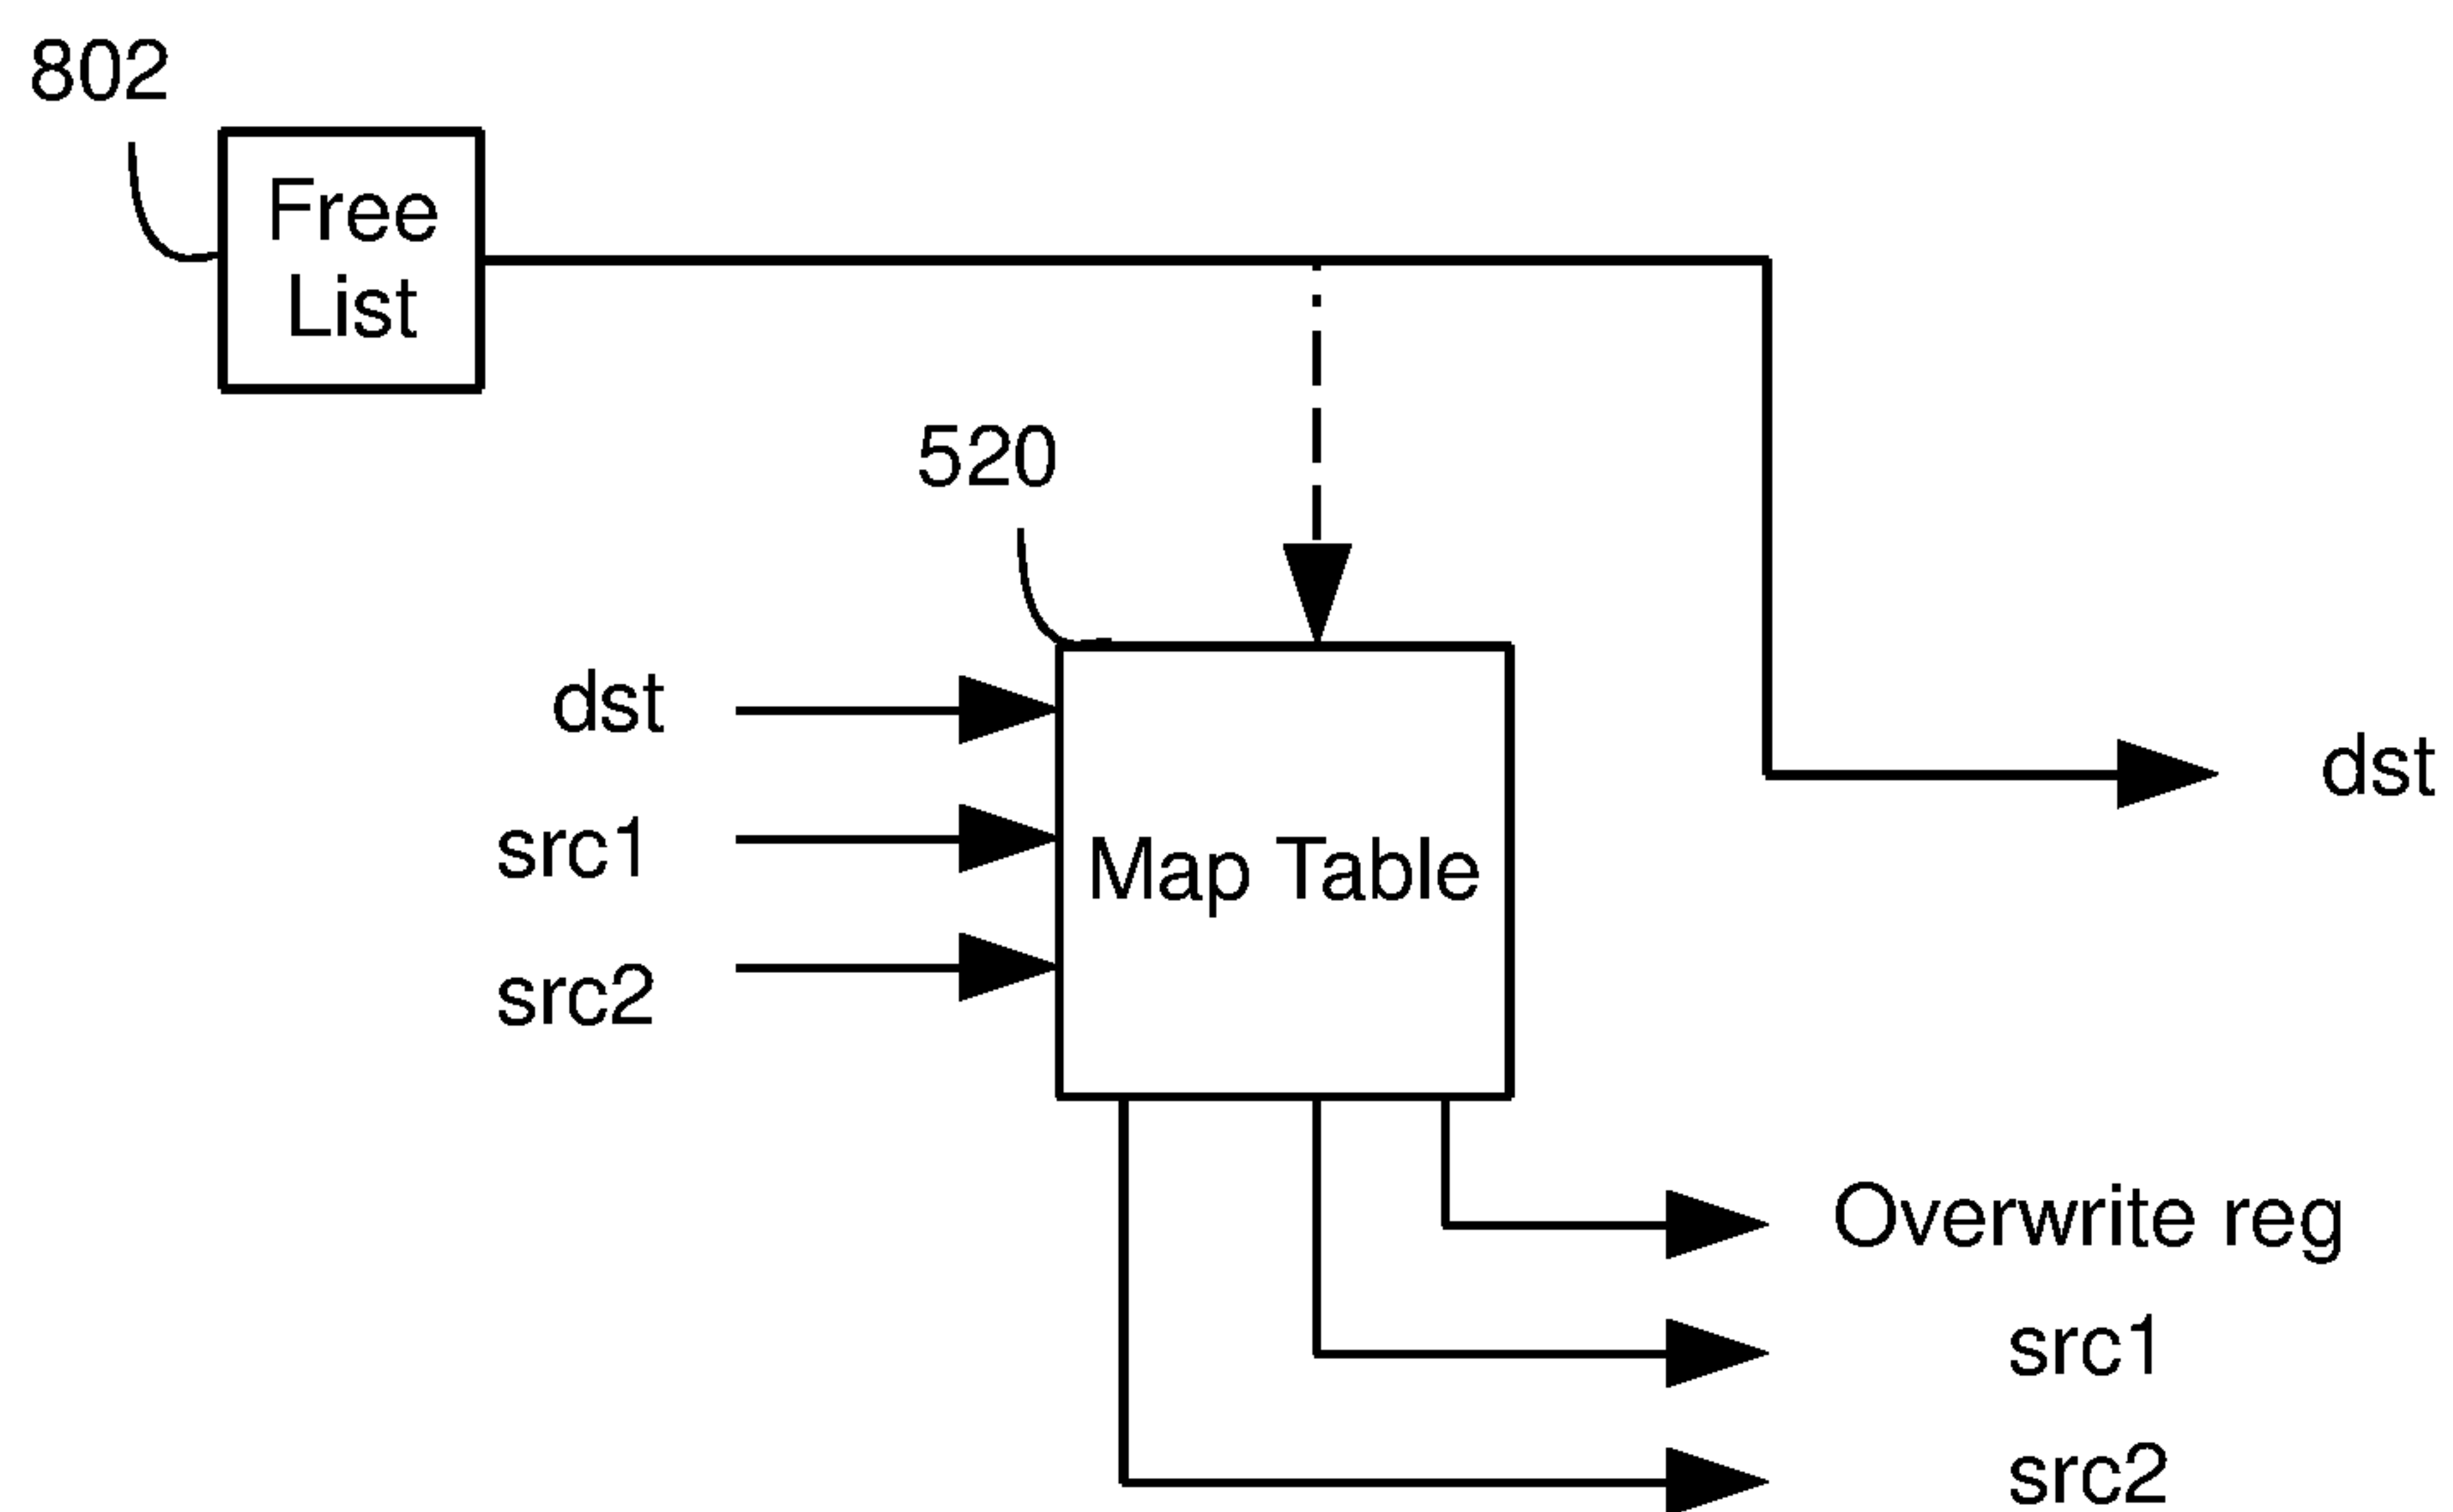 802
Free
List
520
dst
dst
src1
Map Table
src2
Overwrite reg
src1
src2